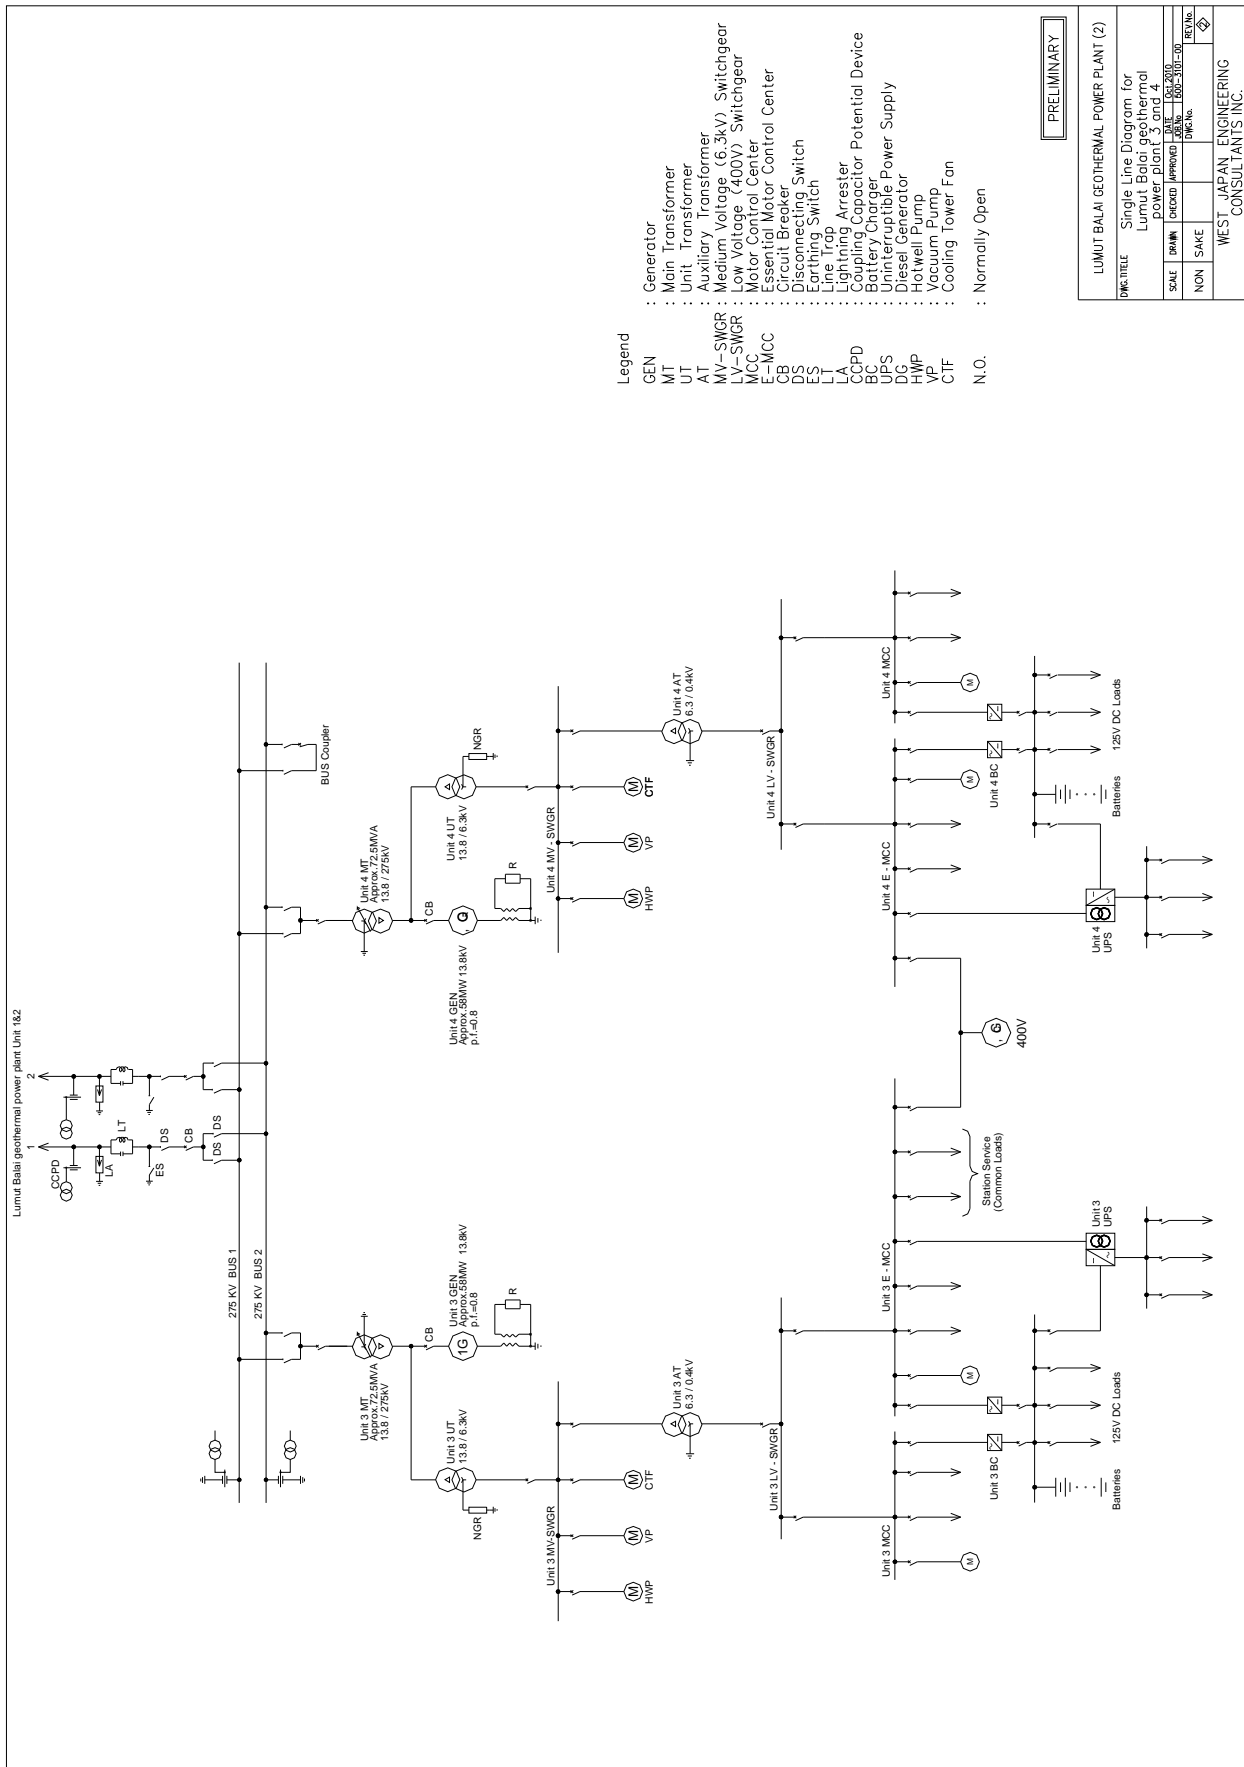 Lumut Balai geothermal power plant Unit 1&2
1
2
CCPD
LA
LT
ES
DS
CB
DS
DS
275 KV BUS 1
275 KV BUS 2
BUS Coupler
Unit 3 MT
Approx.72.5MVA
13.8 / 275kV
Unit 4 MT
Approx.72.5MVA
13.8 / 275kV
Unit 3 UT
13.8 / 6.3kV
NGR
CB
1G
Unit 3 GEN
Approx.58MW 13.8kV
p.f.=0.8
R
Unit 4 GEN
Approx.58MW 13.8kV
p.f.=0.8
CB
G
R
Unit 4 UT
13.8 / 6.3kV
NGR
Unit 3 MV-SWGR
M
HWP
M
VP
M
CTF
Unit 4 MV - SWGR
M
HWP
M
VP
M
CTF
Unit 3 AT
6.3 / 0.4kV
Unit 4 AT
6.3 / 0.4kV
Unit 3 LV - SWGR
Unit 4 LV - SWGR
Unit 3 MCC
Unit 3 E - MCC
Unit 4 E - MCC
Unit 4 MCC
M
M
M
M
Unit 3 BC
Unit 4 BC
Station Service
(Common Loads)
G
400V
Batteries
125V DC Loads
Unit 3
UPS
Unit 4
UPS
Batteries
125V DC Loads
Legend
GEN : Generator
MT : Main Transformer
UT : Unit Transformer
AT : Auxiliary Transformer
MV-SWGR : Medium Voltage (6.3kV) Switchgear
LV-SWGR : Low Voltage (400V) Switchgear
MCC : Motor Control Center
E-MCC : Essential Motor Control Center
CB : Circuit Breaker
DS : Disconnecting Switch
ES : Earthing Switch
LT : Line Trap
LA : Lightning Arrester
CCPD : Coupling Capacitor Potential Device
BC : Battery Charger
UPS : Uninterruptible Power Supply
DG : Diesel Generator
HWP : Hotwell Pump
VP : Vacuum Pump
CTF : Cooling Tower Fan
N.O. : Normally Open
PRELIMINARY
LUMUT BALAI GEOTHERMAL POWER PLANT (2)
DWG.TITELE
Single Line Diagram for
Lumut Balai geothermal
power plant 3 and 4
SCALE DRAWN CHECKED APPROVED DATE Oct.2010
JOB.No 600-3101-00
NON SAKE DWG.No. REV.No.
2
WEST JAPAN ENGINEERING
CONSULTANTS INC.